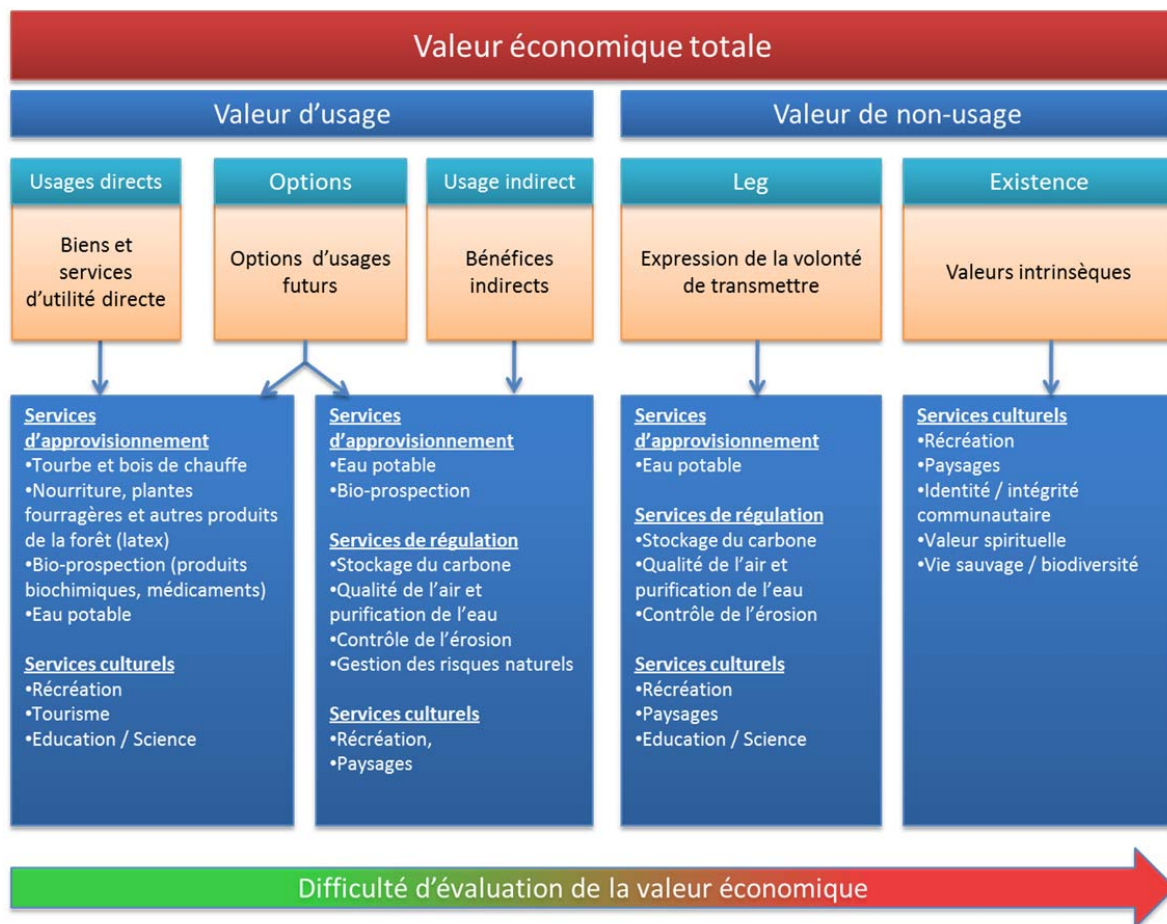 Valeur économique totale
Valeur d'usage
Valeur de non-usage
Usages directs
Options
Usage indirect
Leg
Existence
Biens et
services
d'utilité directe
Options d'usages
futurs
Bénéfices
indirects
Expression de la volonté
de transmettre
Valeurs intrinsèques
Services
d'approvisionnement
•Tourbe et bois de chauffe
•Nourriture, plantes
fourragères et autres produits
de la forêt (latex)
•Bio-prospection (produits
biochimiques, médicaments)
•Eau potable
Services culturels
•Récréation
•Tourisme
•Education / Science
Services
d'approvisionnement
•Eau potable
•Bio-prospection
Services de régulation
•Stockage du carbone
•Qualité de l'air et
purification de l'eau
•Contrôle de l'érosion
•Gestion des risques naturels
Services culturels
•Récréation,
•Paysages
Services
d'approvisionnement
•Eau potable
Services de régulation
•Stockage du carbone
•Qualité de l'air et
purification de l'eau
•Contrôle de l'érosion
Services culturels
•Récréation
•Paysages
•Education / Science
Services culturels
•Récréation
•Paysages
•Identité / intégrité
communautaire
•Valeur spirituelle
•Vie sauvage / biodiversité
Difficulté d'évaluation de la valeur économique